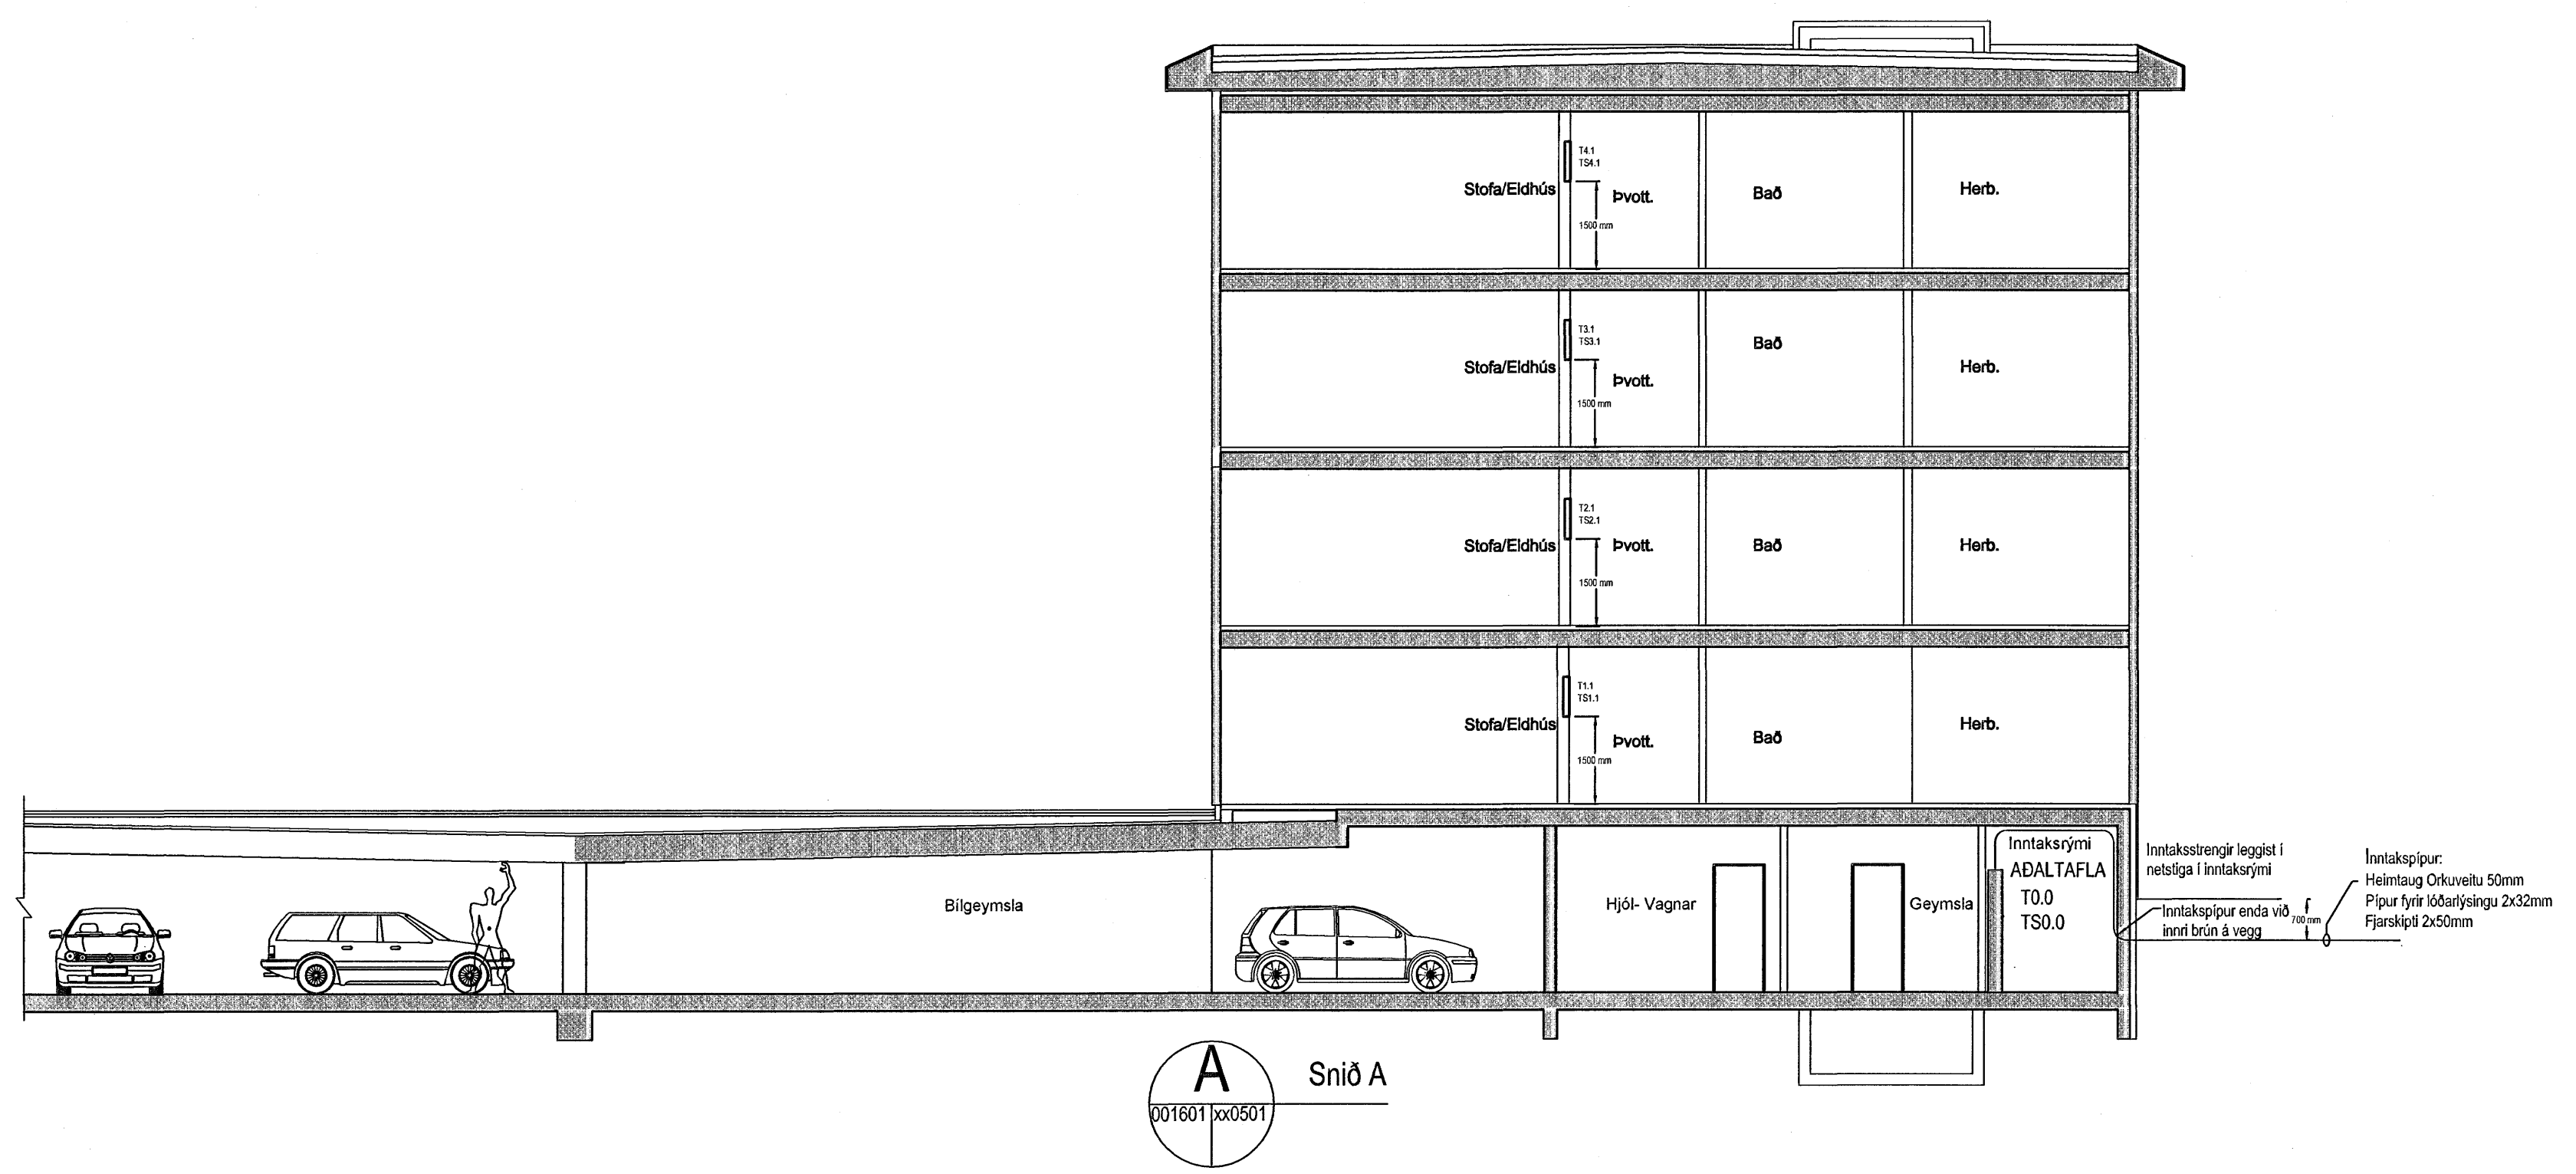 T4.1
TS4.1
Stofa/Eldhús
Þvott.
Bað
Herb.
1500 mm
T3.1
TS3.1
Bað
Stofa/Eldhús
Þvott.
Herb.
1500 mm
T2.1
TS2.1
Stofa/Eldhús
Þvott.
Bað
Herb.
1500 mm
T1.1
TS1.1
Stofa/Eldhús
Þvott.
Bað
Herb.
1500 mm
Bílgeymsla
Hjól- Vagnar
Geymsla
Inntaksrými
AÐALTAFLA
T0.0
TS0.0
Inntaksstrengir leggist í
netstiga í inntaksrými
Inntakspípur enda við
innri brún á vegg
700 mm
Inntakspípur:
Heimtaug Orkuveitu 50mm
Pípur fyrir lóðarlýsingu 2x32mm
Fjarskipti 2x50mm
A
001601 xx0501
Snið A